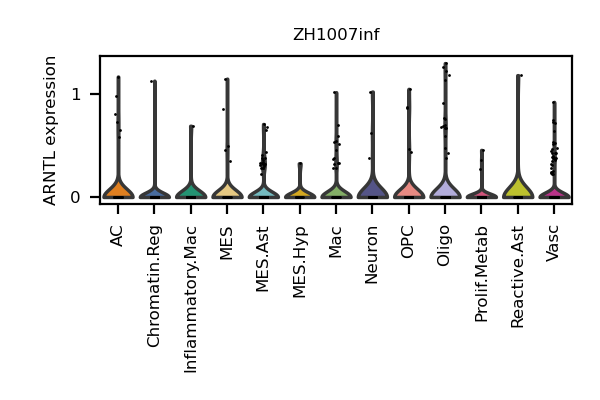 ZH1007inf
ARNTL expression
1
0
AC
Chromatin.Reg
Inflammatory.Mac
MES
MES.Ast
MES.Hyp
Mac
Neuron
OPC
Oligo
Prolif.Metab
Reactive.Ast
Vasc